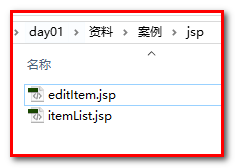 day01 > 资料 > 案例 > jsp
名称
editItem.jsp
itemList.jsp